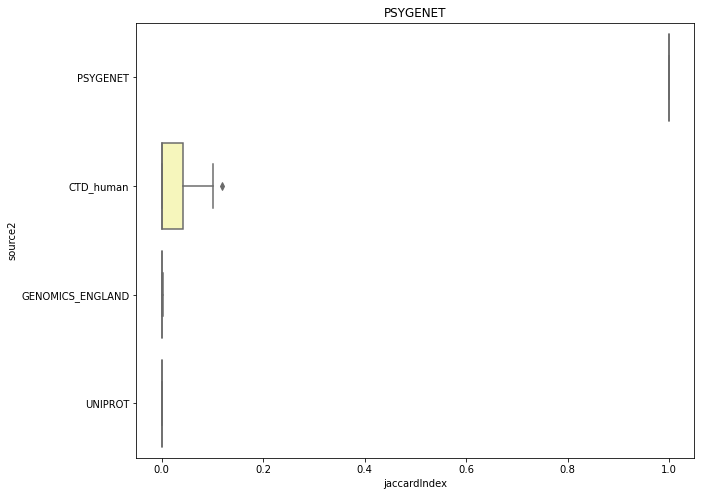 PSYGENET
PSYGENET
CTD_human
GENOMICS_ENGLAND
UNIPROT
source2
0.0 0.2 0.4 0.6 0.8 1.0
jaccardIndex